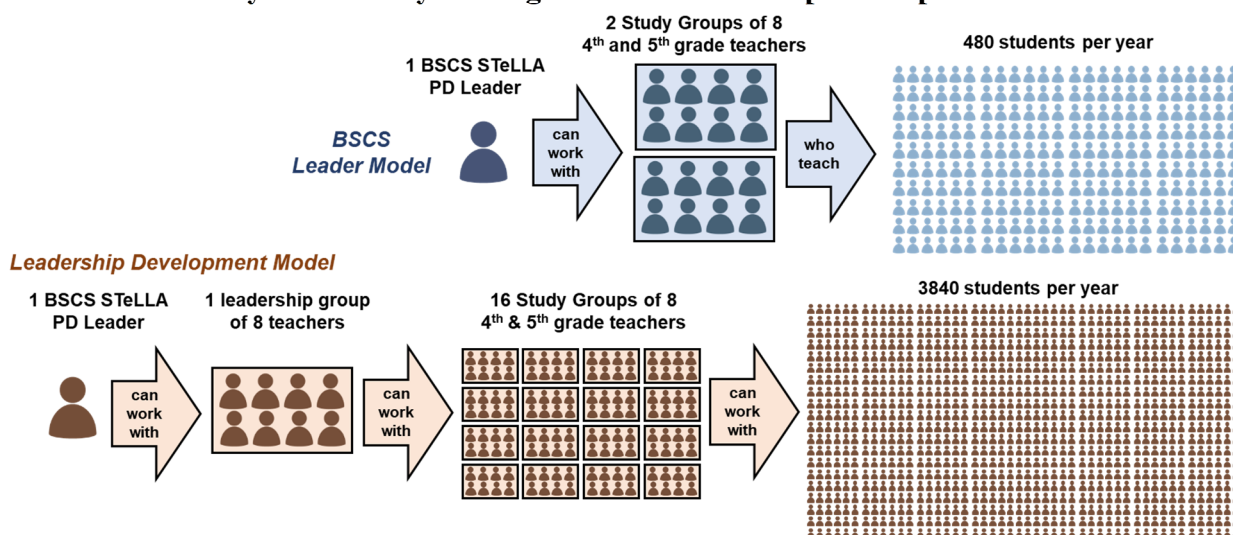 2 Study Groups of 8
4th and 5th grade teachers
480 students per year
1 BSCS STeLLA
PD Leader
BSCS
Leader Model
can
work
with
who
teach
Leadership Development Model
1 BSCS STeLLA
PD Leader
1 leadership group
of 8 teachers
16 Study Groups of 8
4th & 5th grade teachers
3840 students per year
can
work
with
can
work
with
can
work
with